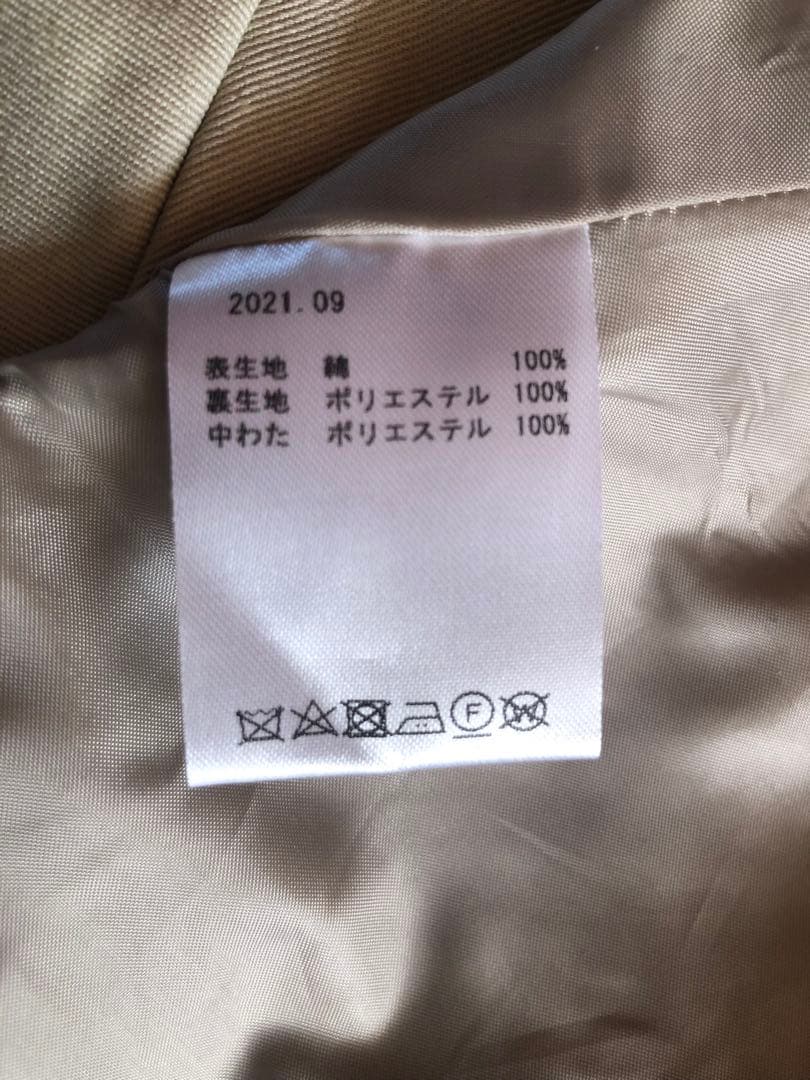 2021.09
表生地 綿 100%
裏生地 ポリエステル 100%
中わた ポリエステル 100%
F W